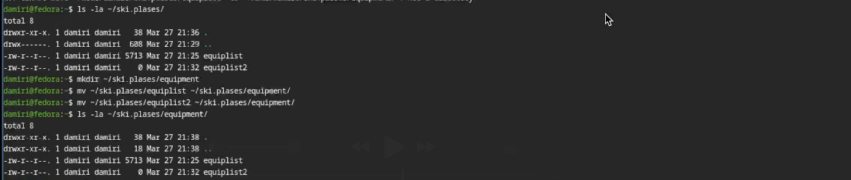 damiri@fedora:~$ ls -la ~/ski.plases/
total 8
drwxr-xr-x. 1 damiri damiri   38 Mar 27 21:36 .
drwx------. 1 damiri damiri  608 Mar 27 21:29 ..
-rw-r--r--. 1 damiri damiri 5713 Mar 27 21:25 equiplist
-rw-r--r--. 1 damiri damiri    0 Mar 27 21:32 equiplist2
damiri@fedora:~$ mkdir ~/ski.plases/equipment
damiri@fedora:~$ mv ~/ski.plases/equiplist ~/ski.plases/equipment/
damiri@fedora:~$ mv ~/ski.plases/equiplist2 ~/ski.plases/equipment/
damiri@fedora:~$ ls -la ~/ski.plases/equipment/
total 8
drwxr-xr-x. 1 damiri damiri   38 Mar 27 21:38 .
drwxr-xr-x. 1 damiri damiri   18 Mar 27 21:38 ..
-rw-r--r--. 1 damiri damiri 5713 Mar 27 21:25 equiplist
-rw-r--r--. 1 damiri damiri    0 Mar 27 21:32 equiplist2